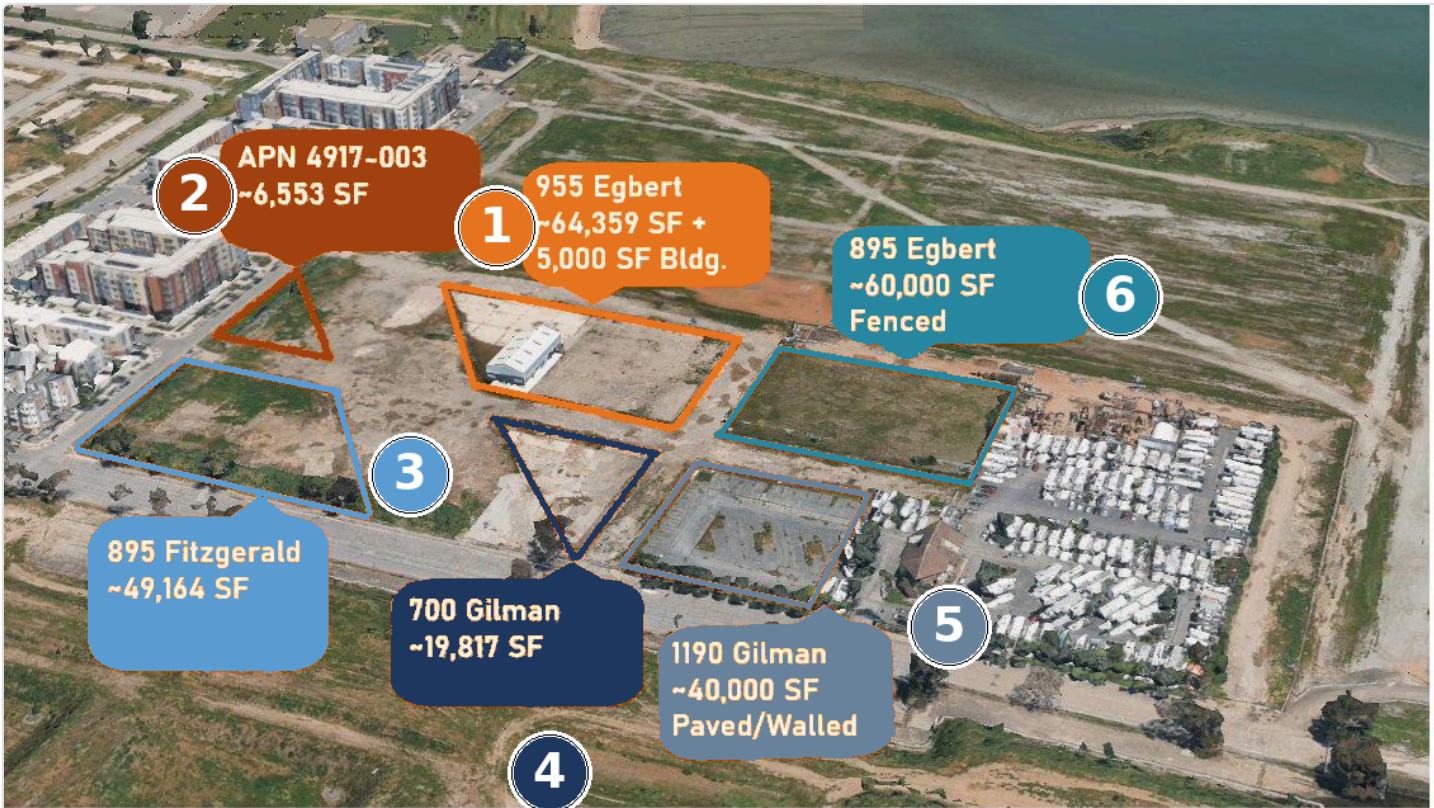 2
APN 4917-003
~6,553 SF
1
955 Egbert
~64,359 SF +
5,000 SF Bldg.
895 Egbert
~60,000 SF
Fenced
6
3
895 Fitzgerald
~49,164 SF
700 Gilman
~19,817 SF
4
1190 Gilman
~40,000 SF
Paved/Walled
5